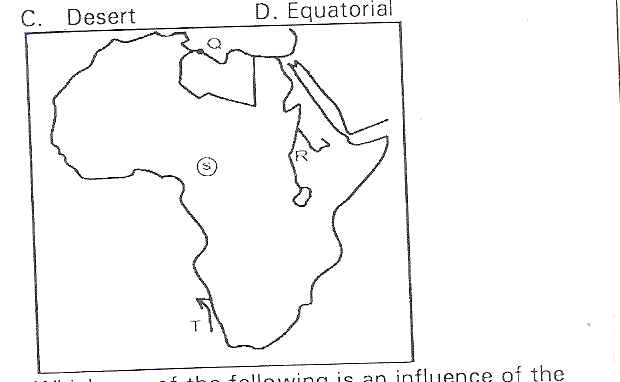 C. Desert D. Equatorial
Q
S
R
T
of the following is an influence of the